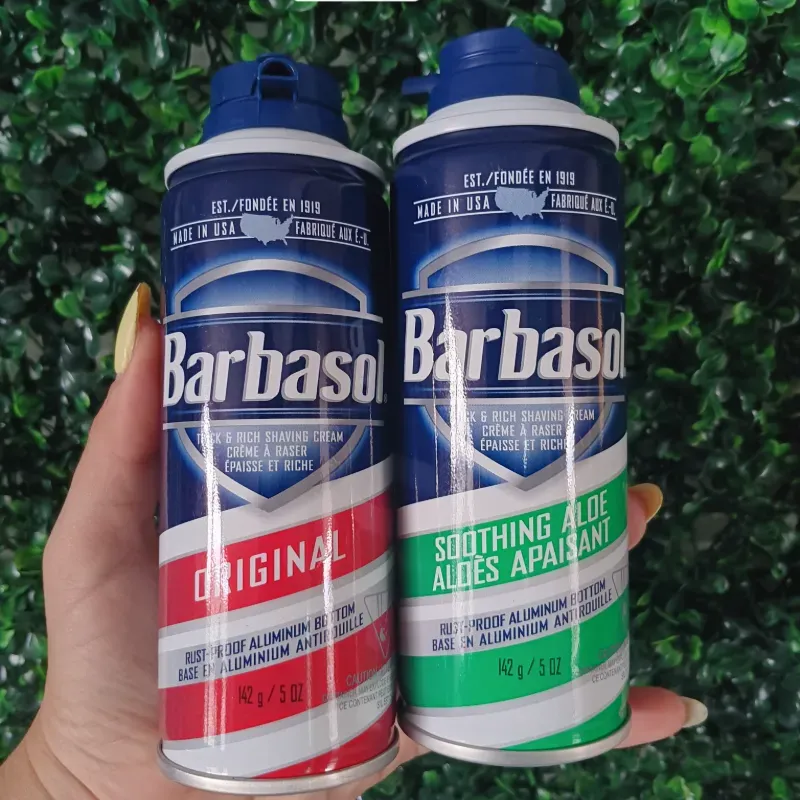 EST./FONDÉE EN 1919
MADE IN USA FABRIQUÉ AUX É.-U.
Barbasol
THICK & RICH SHAVING CREAM
CRÈME À RASER
ÉPAISSE ET RICHE
ORIGINAL
RUST-PROOF ALUMINUM BOTTOM
BASE EN ALUMINIUM ANTIROUILLE
142 g / 5 OZ
EST./FONDÉE EN 1919
MADE IN USA FABRIQUÉ AUX É.-U.
Barbasol
THICK & RICH SHAVING CREAM
CRÈME À RASER
ÉPAISSE ET RICHE
SOOTHING ALOE
ALOÈS APAISANT
RUST-PROOF ALUMINUM BOTTOM
BASE EN ALUMINIUM ANTIROUILLE
142 g / 5 OZ